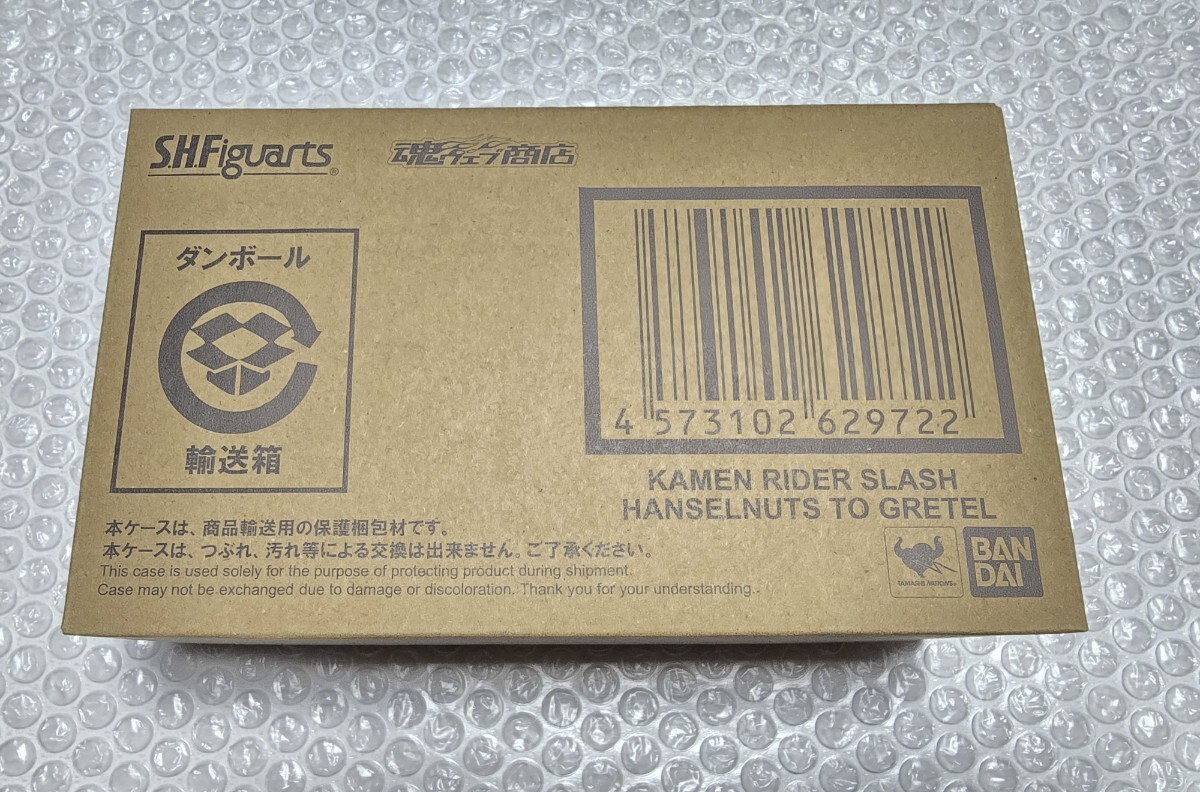 S.H.Figuarts®
魂ウェブ商店
ダンボール
輸送箱
4 573102 629722
KAMEN RIDER SLASH
HANSELNUTS TO GRETEL
本ケースは、商品輸送用の保護梱包材です。
本ケースは、つぶれ、汚れ等による交換は出来ません。ご了承ください。
This case is used solely for the purpose of protecting product during shipment.
Case may not be exchanged due to damage or discoloration. Thank you for your understanding.
TAMASHII NATIONS
BAN
DAI